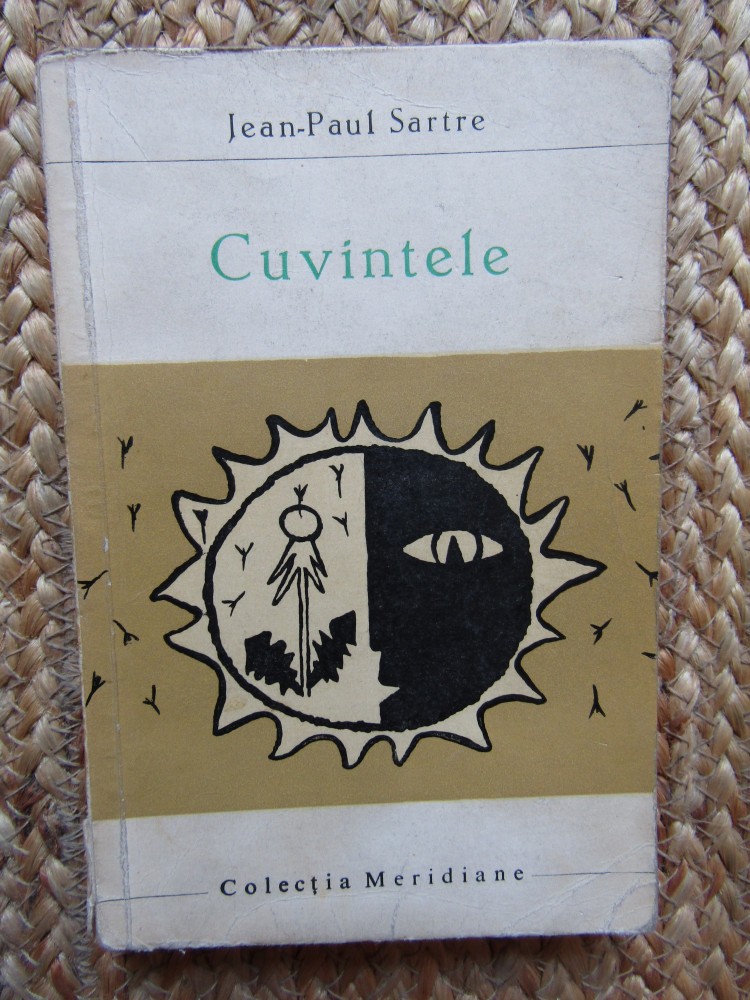 Jean-Paul Sartre
Cuvintele
Colecția Meridiane